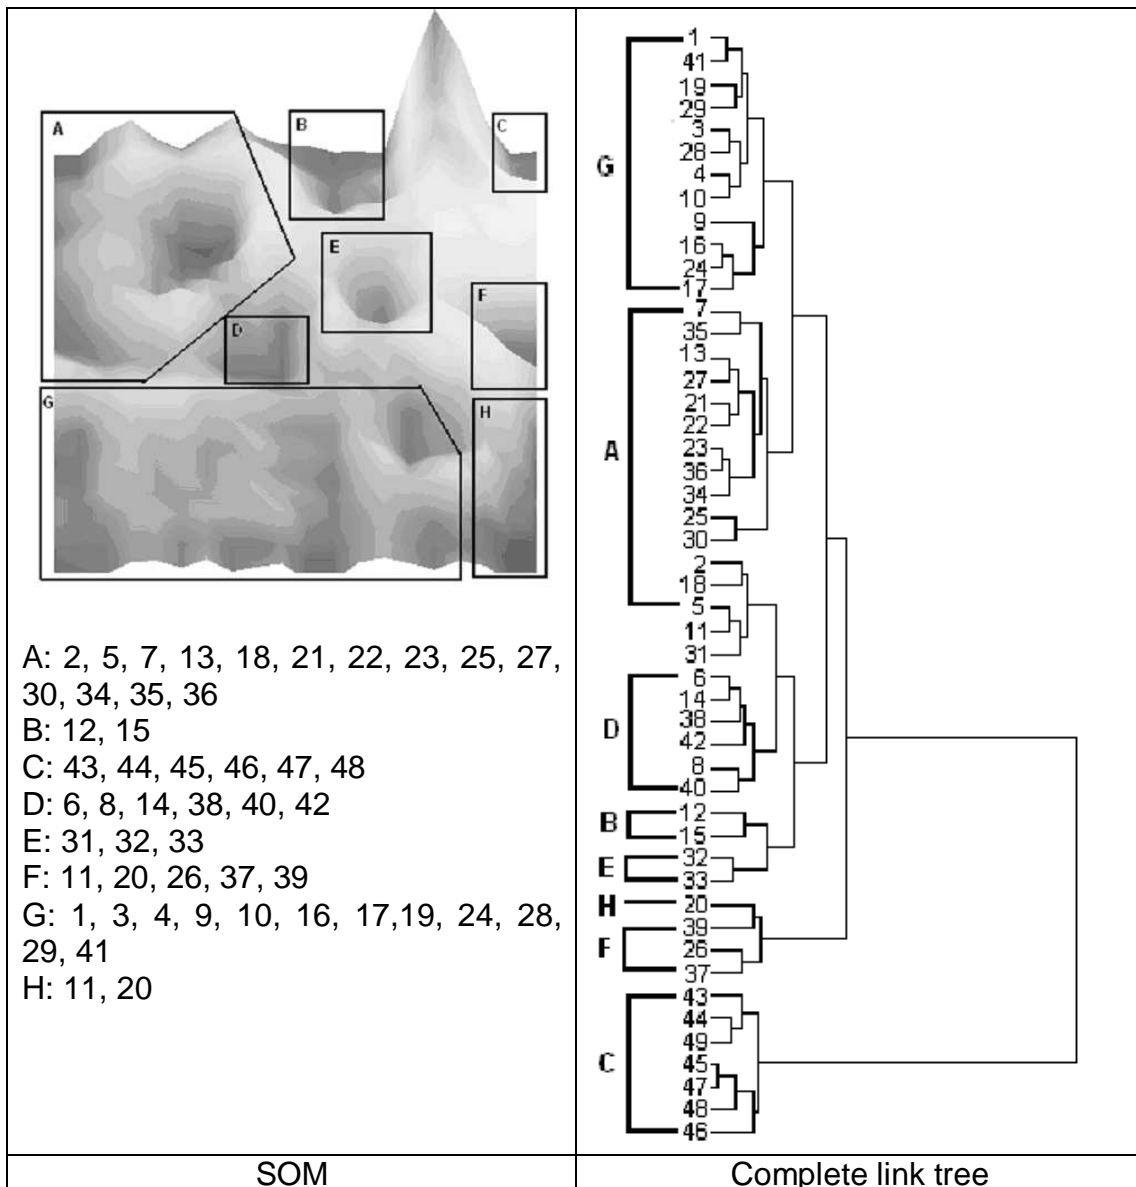 A
B
C
E
F
D
G
H
A: 2, 5, 7, 13, 18, 21, 22, 23, 25, 27,
30, 34, 35, 36
B: 12, 15
C: 43, 44, 45, 46, 47, 48
D: 6, 8, 14, 38, 40, 42
E: 31, 32, 33
F: 11, 20, 26, 37, 39
G: 1, 3, 4, 9, 10, 16, 17,19, 24, 28,
29, 41
H: 11, 20
SOM
1
41
19
29
3
28
G
4
10
9
16
24
17
7
35
13
27
21
22
A
23
36
34
25
30
2
18
5
11
31
6
14
38
D
42
8
40
12
B
15
32
E
33
H
20
39
F
26
37
43
44
49
C
45
47
48
46
Complete link tree